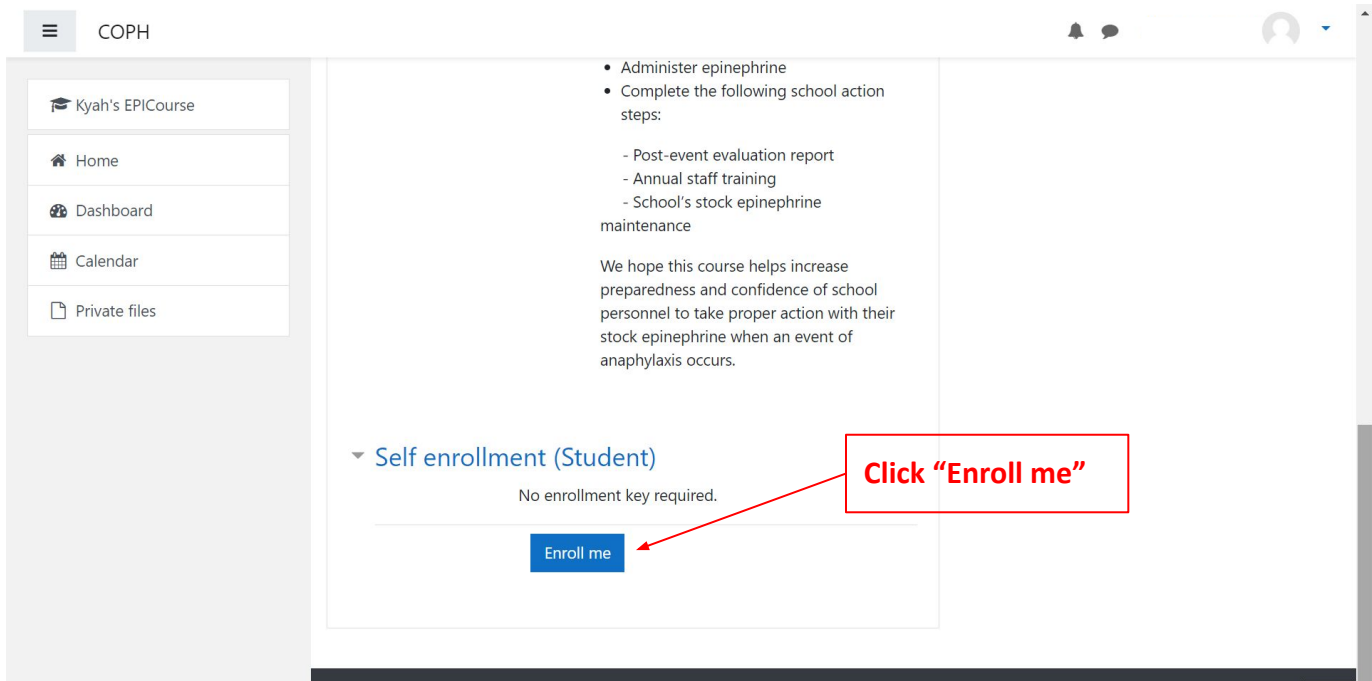 COPH
Kyah's EPICourse
Home
Dashboard
Calendar
Private files
• Administer epinephrine
• Complete the following school action
steps:
- Post-event evaluation report
- Annual staff training
- School's stock epinephrine
maintenance
We hope this course helps increase
preparedness and confidence of school
personnel to take proper action with their
stock epinephrine when an event of
anaphylaxis occurs.
Self enrollment (Student)
No enrollment key required.
Enroll me
Click “Enroll me”